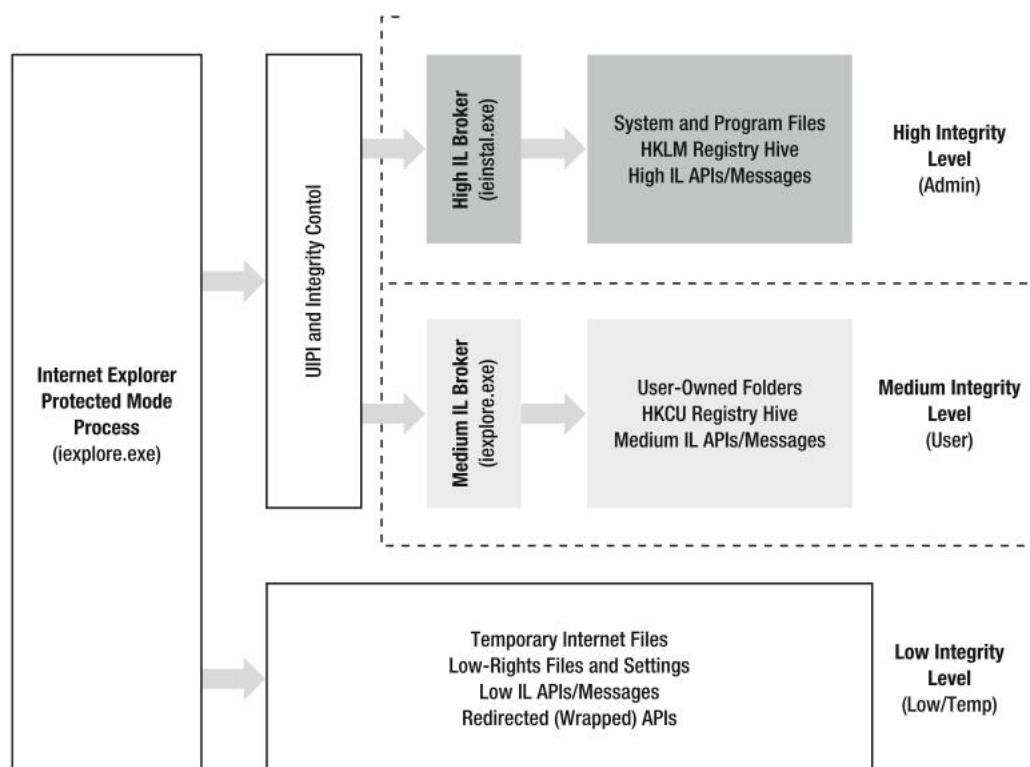 Internet Explorer
Protected Mode
Process
(iexplore.exe)
UIPI and Integrity Contol
High IL Broker
(ieinstal.exe)
System and Program Files
HKLM Registry Hive
High IL APIs/Messages
High Integrity
Level
(Admin)
Medium IL Broker
(iexplore.exe)
User-Owned Folders
HKCU Registry Hive
Medium IL APIs/Messages
Medium Integrity
Level
(User)
Temporary Internet Files
Low-Rights Files and Settings
Low IL APIs/Messages
Redirected (Wrapped) APIs
Low Integrity
Level
(Low/Temp)